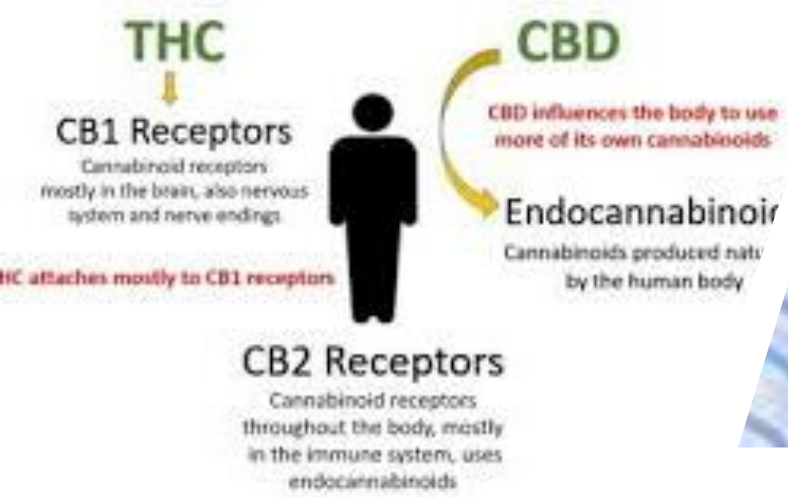 THC
CB1 Receptors
Cannabinoid receptors
mostly in the brain, also nervous
system and nerve endings
HC attaches mostly to CB1 receptors
CBD
CBD influences the body to use
more of its own cannabinoids
Endocannabinoi
Cannabinoids produced natu
by the human body
CB2 Receptors
Cannabinoid receptors
throughout the body, mostly
in the immune system, uses
endocannabinoids